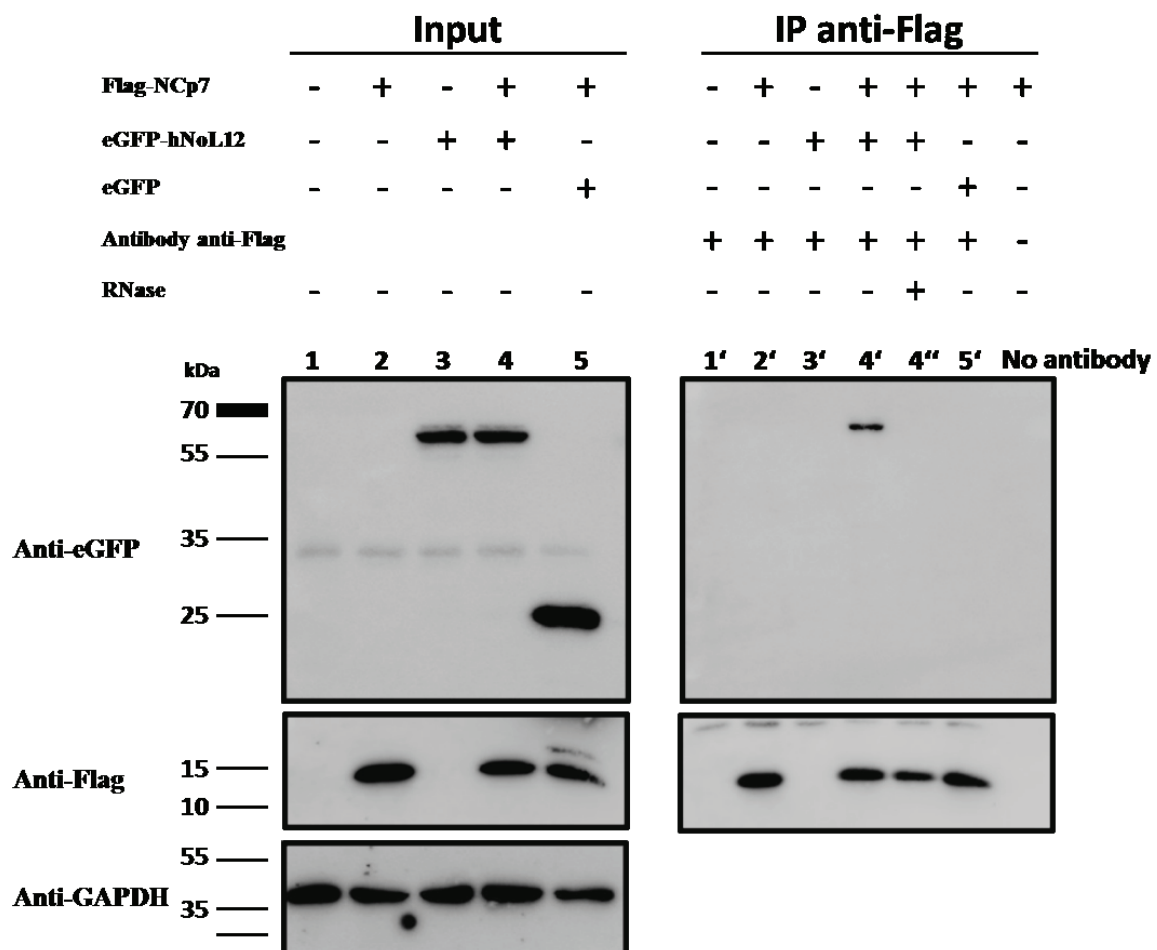 Input IP anti-Flag
Flag-NCp7 - + - + + - + - + + + +
eGFP-hNoL12 - - + + - - - + + + - -
eGFP - - - - + - - - - - + -
Antibody anti-Flag + + + + + + -
RNase - - - - - - - - - + - -
kDa 1 2 3 4 5 1‘ 2‘ 3‘ 4‘ 4“ 5‘ No antibody
70
55
35
Anti-eGFP
25
15
Anti-Flag
10
55
Anti-GAPDH
35